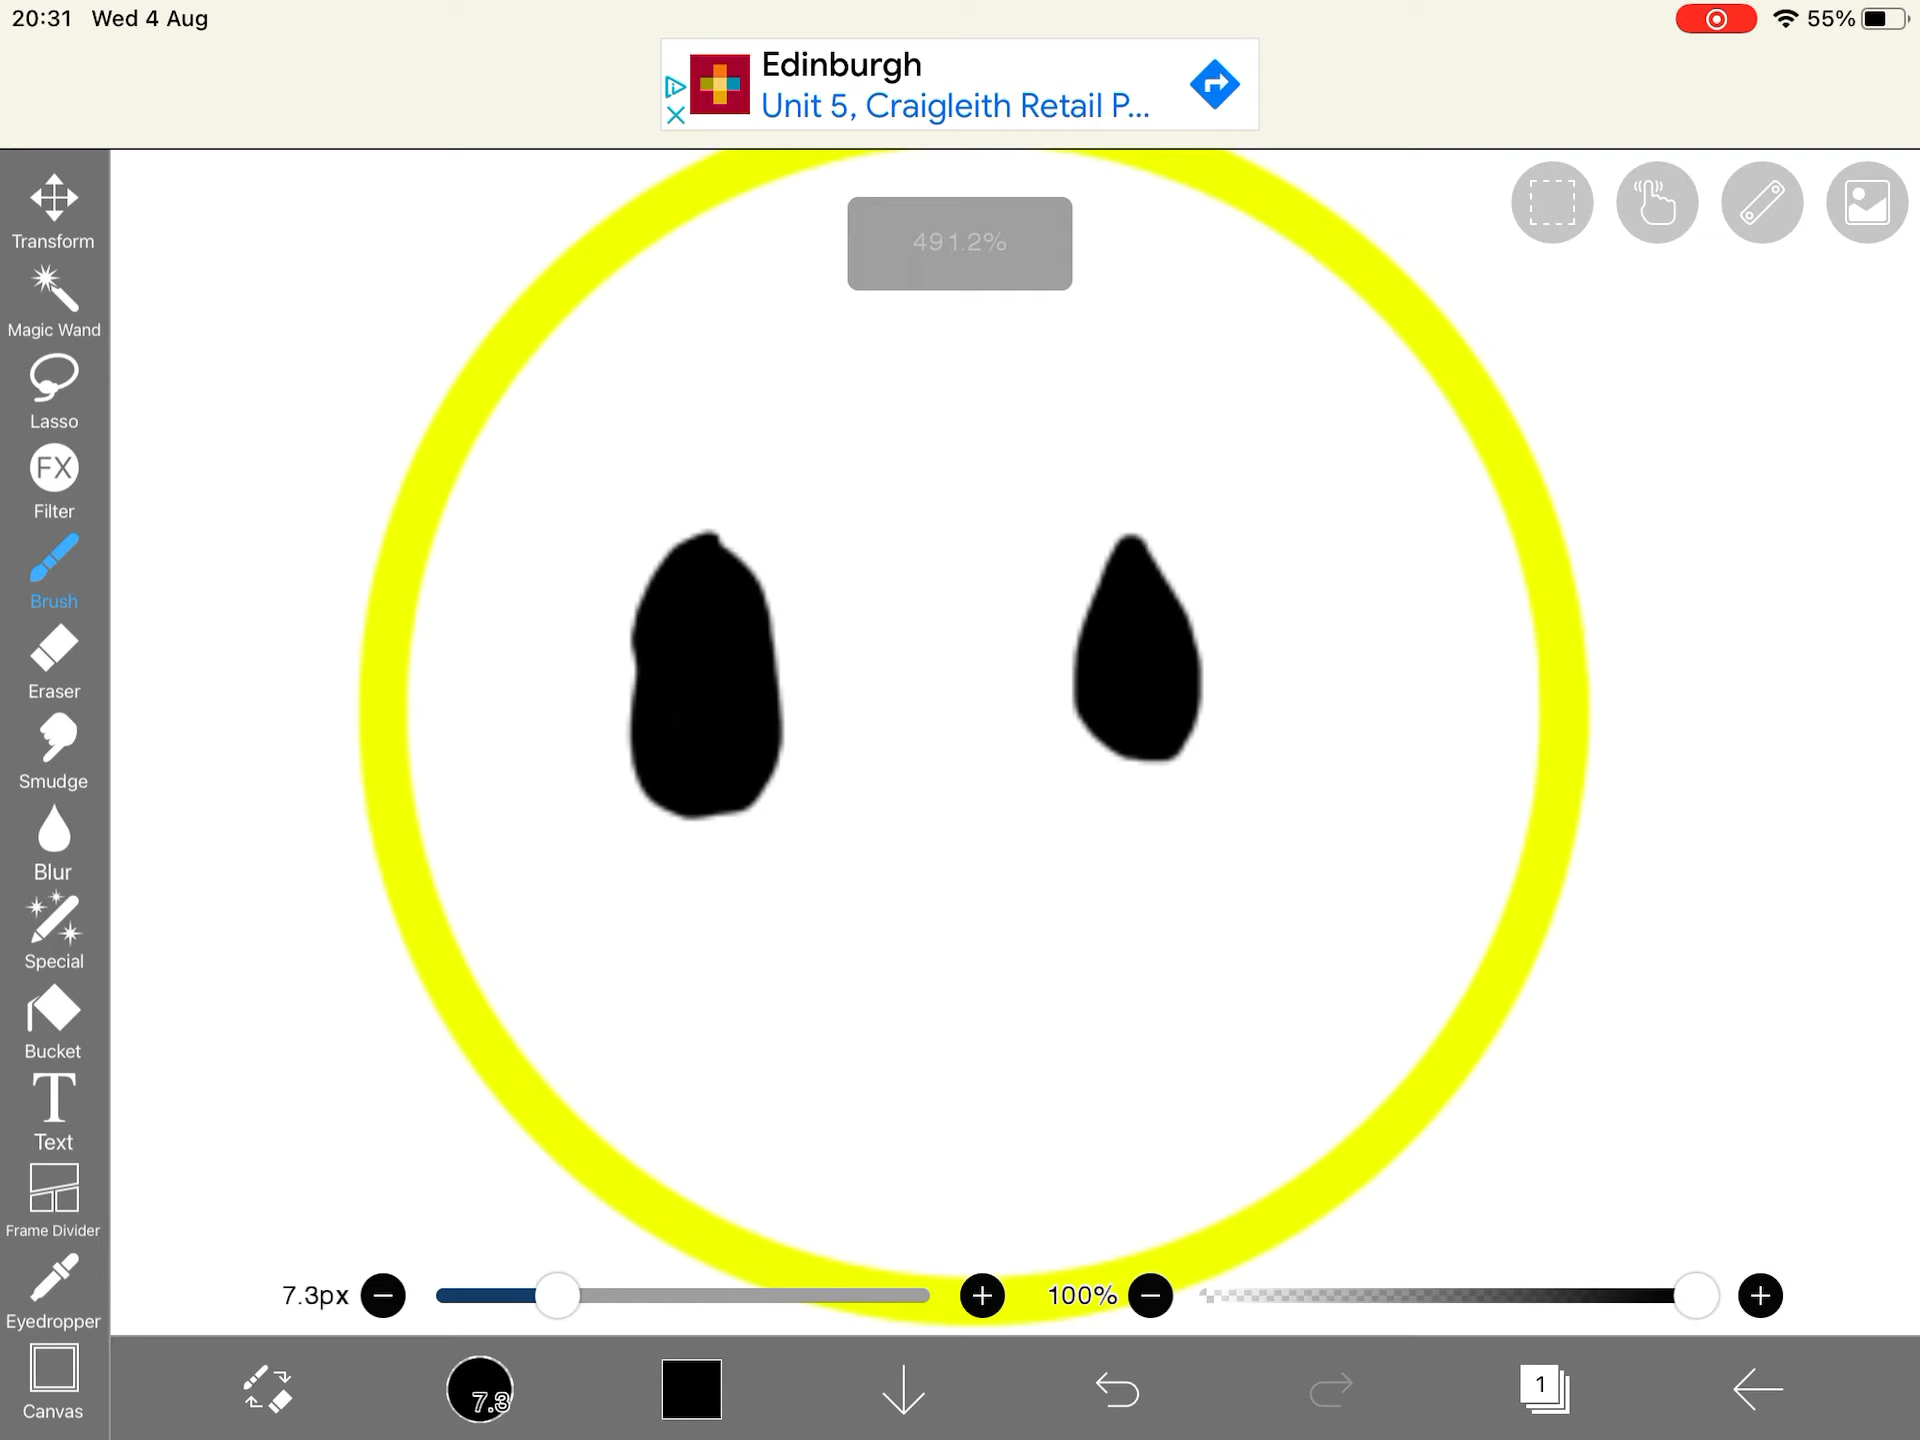 20:31 Wed 4 Aug
55%
Edinburgh
Unit 5, Craigleith Retail P...
491.2%
Transform
Magic Wand
Lasso
FX
Filter
Brush
Eraser
Smudge
Blur
Special
Bucket
T
Text
Frame Divider
Eyedropper
Canvas
7.3px
100%
7.3
1